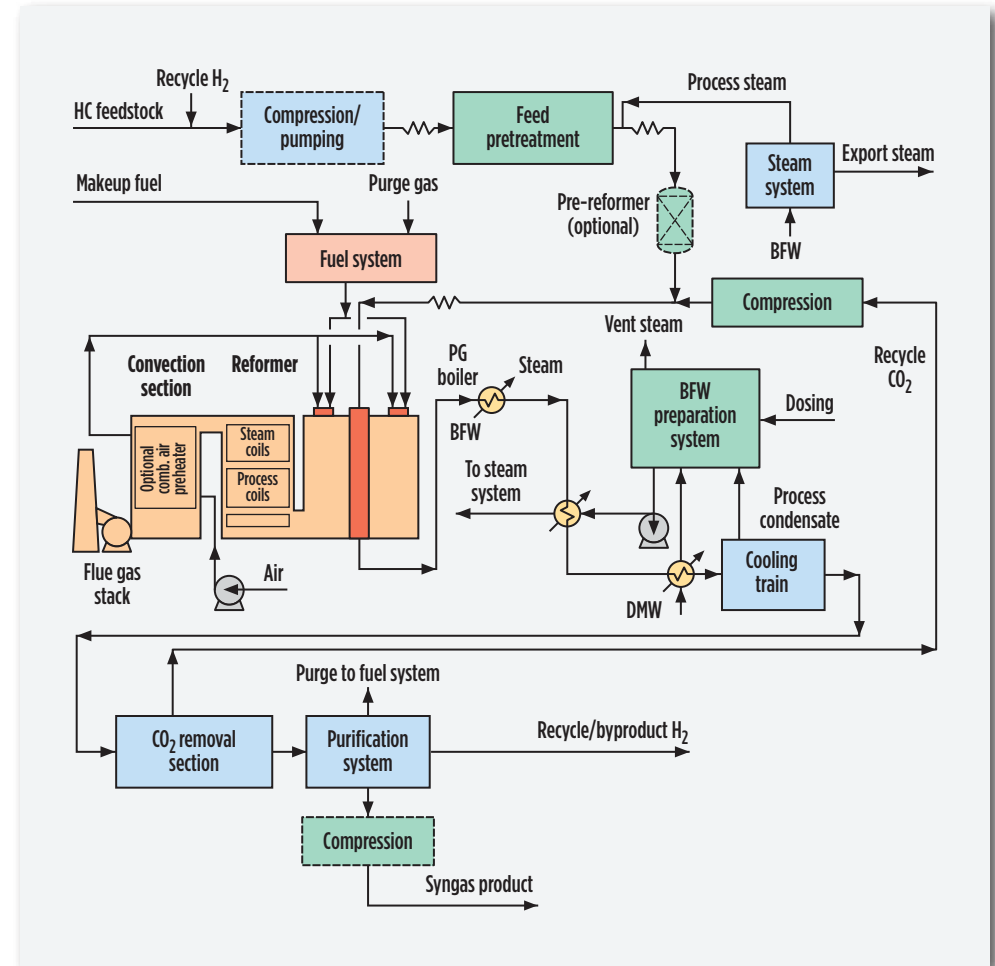 Recycle H₂
HC feedstock
Compression/
pumping
Feed
pretreatment
Process steam
Steam
system
Export steam
BFW
Makeup fuel
Purge gas
Fuel system
Pre-reformer
(optional)
Compression
Recycle
CO₂
Vent steam
BFW
preparation
system
Dosing
Convection
section
Reformer
PG
boiler
Steam
BFW
Optional
comb. air
preheater
Steam
coils
Process
coils
To steam
system
Process
condensate
Cooling
train
DMW
Flue gas
stack
Air
Purge to fuel system
CO₂ removal
section
Purification
system
Recycle/byproduct H₂
Compression
Syngas product